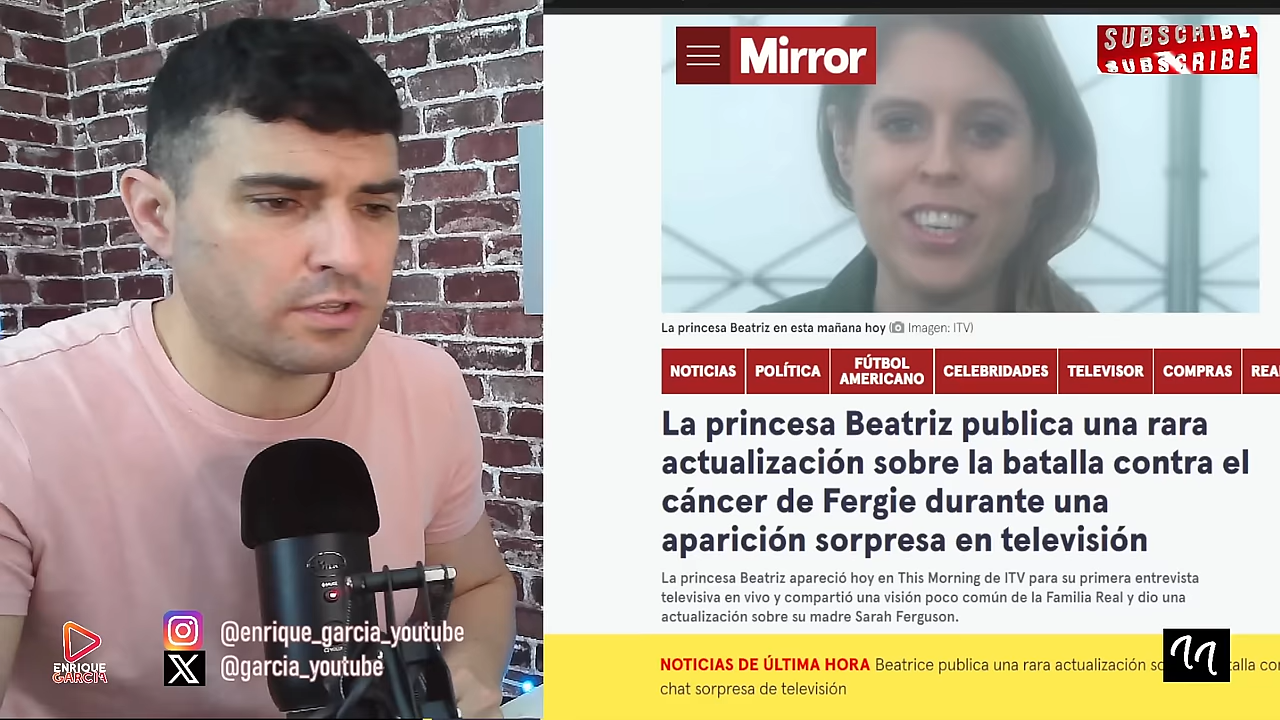 Mirror
SUBSCRIBE
SUBSCRIBE
La princesa Beatriz en esta mañana hoy (Imagen: ITV)
NOTICIAS
POLÍTICA
FÚTBOL
AMERICANO
CELEBRIDADES
TELEVISOR
COMPRAS
La princesa Beatriz publica una rara
actualización sobre la batalla contra el
cáncer de Fergie durante una
aparición sorpresa en televisión
La princesa Beatriz apareció hoy en This Morning de ITV para su primera entrevista
televisiva en vivo y compartió una visión poco común de la Familia Real y dio una
actualización sobre su madre Sarah Ferguson.
NOTICIAS DE ÚLTIMA HORA Beatrice publica una rara actualización
chat sorpresa de televisión
@enrique_garcia_youtube
@garcia_youtube
ENRIQUE
GARCIA